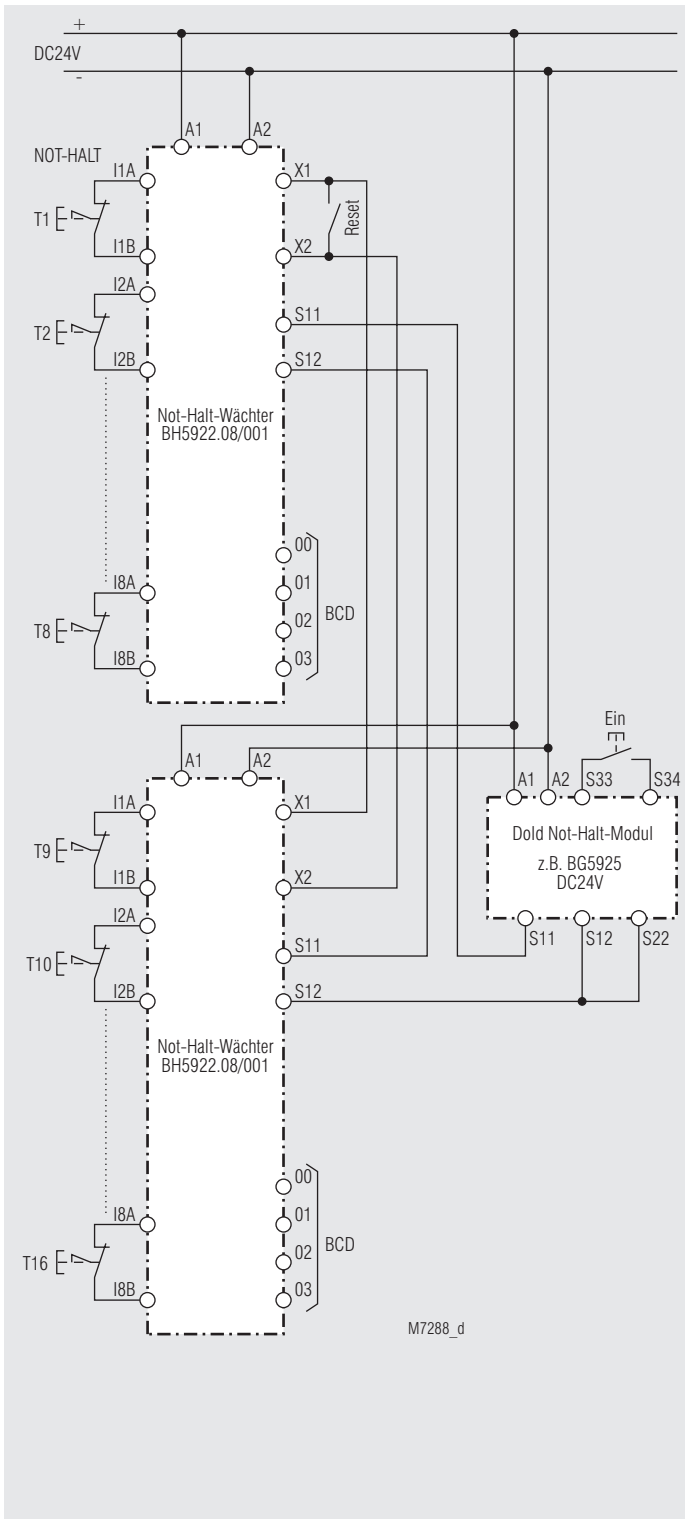 +
DC24V
-
A1 A2
NOT-HALT
I1A X1
T1 Reset
I1B X2
I2A
S11
T2
I2B S12
Not-Halt-Wächter
BH5922.08/001
00
I8A 01
BCD
T8 02
I8B 03
Ein
A1 A2
A1 A2 S33 S34
I1A X1
Dold Not-Halt-Modul
T9
z.B. BG5925
DC24V
I1B X2
I2A
S11 S12 S22
T10 S11
I2B S12
Not-Halt-Wächter
BH5922.08/001
00
I8A 01
BCD
T16 02
I8B 03
M7288_d